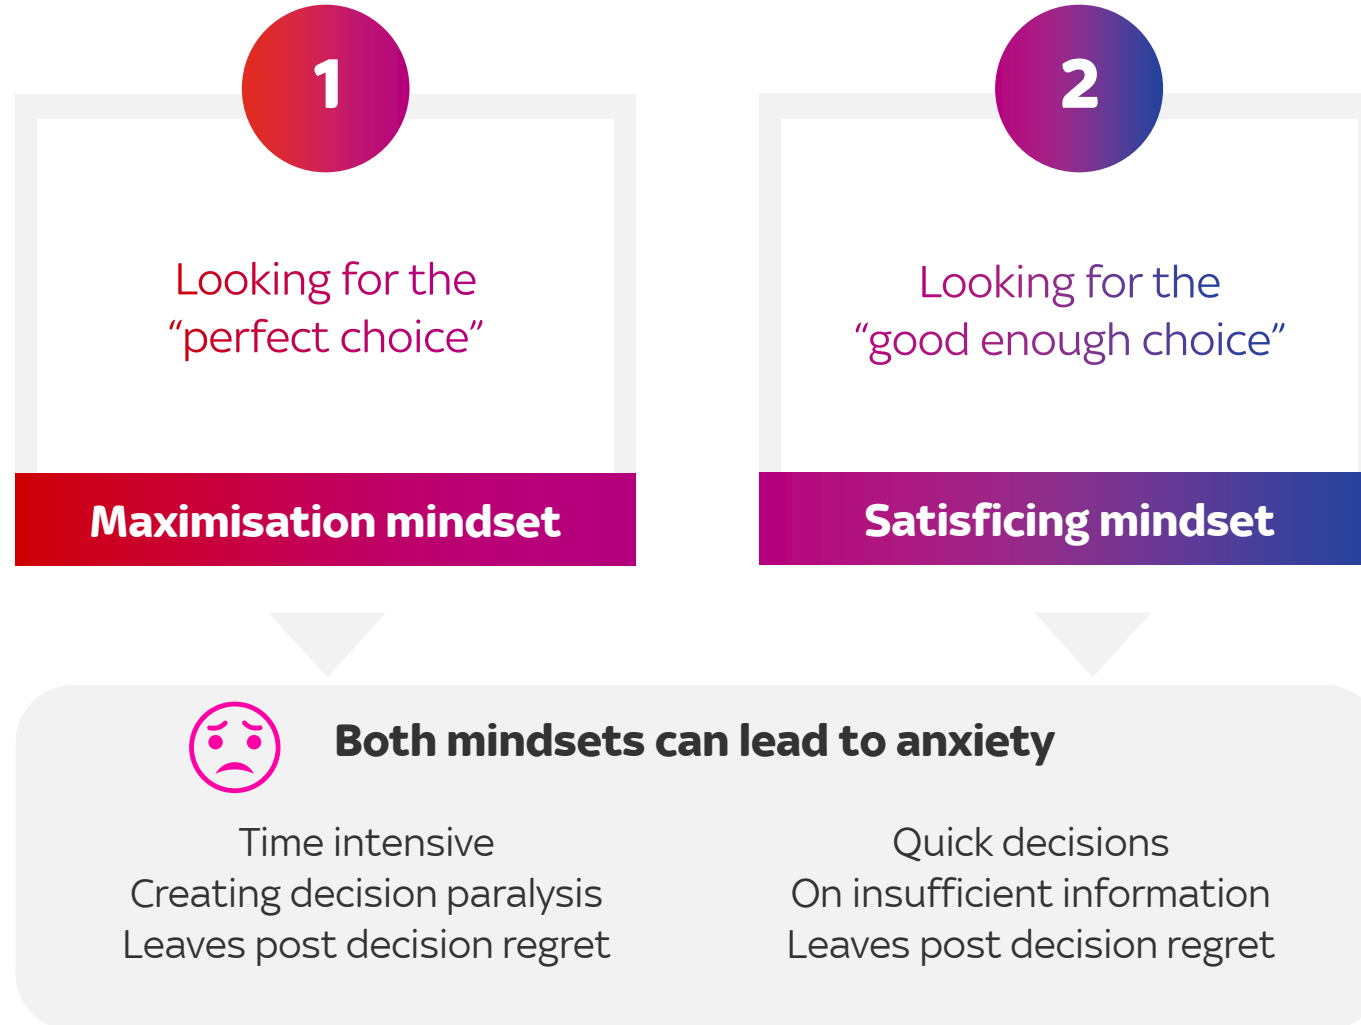 1
Looking for the
“perfect choice”
Maximisation mindset
2
Looking for the
“good enough choice”
Satisficing mindset
Both mindsets can lead to anxiety
Time intensive
Creating decision paralysis
Leaves post decision regret
Quick decisions
On insufficient information
Leaves post decision regret